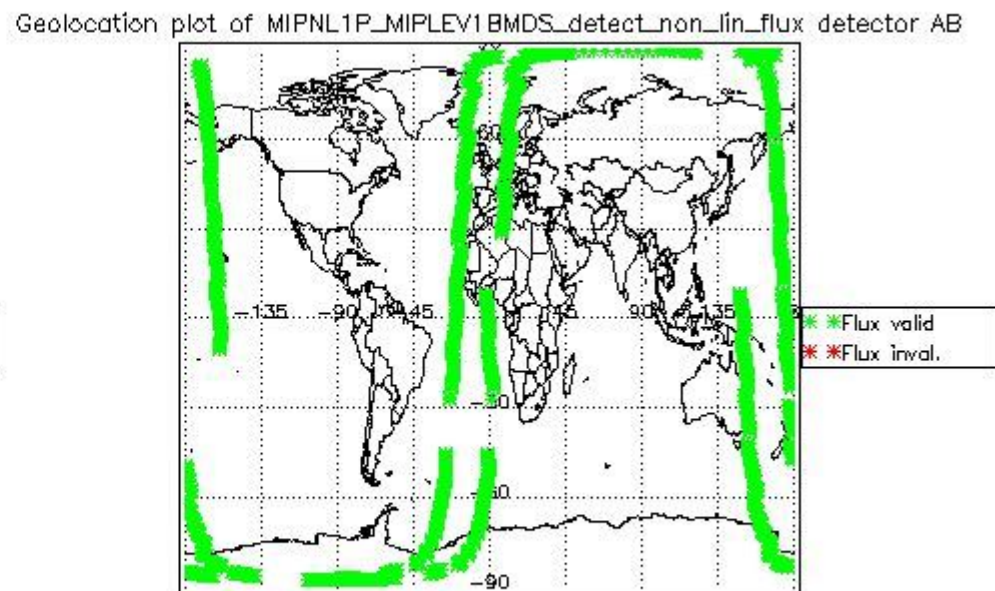 Geolocation plot of MIPNL1P_MIPLEV1BMDS_detect_non_lin_flux detector AB
-135 -90 45 45 90 135
-30
-60
-90
Flux valid
Flux inval.